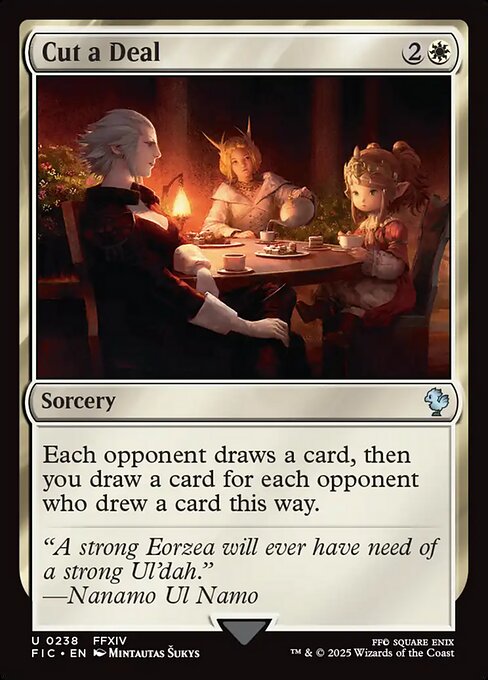 Cut a Deal 2
Sorcery
Each opponent draws a card, then
you draw a card for each opponent
who drew a card this way.
“A strong Eorzea will ever have need of
a strong Ul'dah.”
—Nanamo Ul Namo
U 0238 FFXIV
FIC • EN Mintautas Šukys
FF© SQUARE ENIX
™ & © 2025 Wizards of the Coast